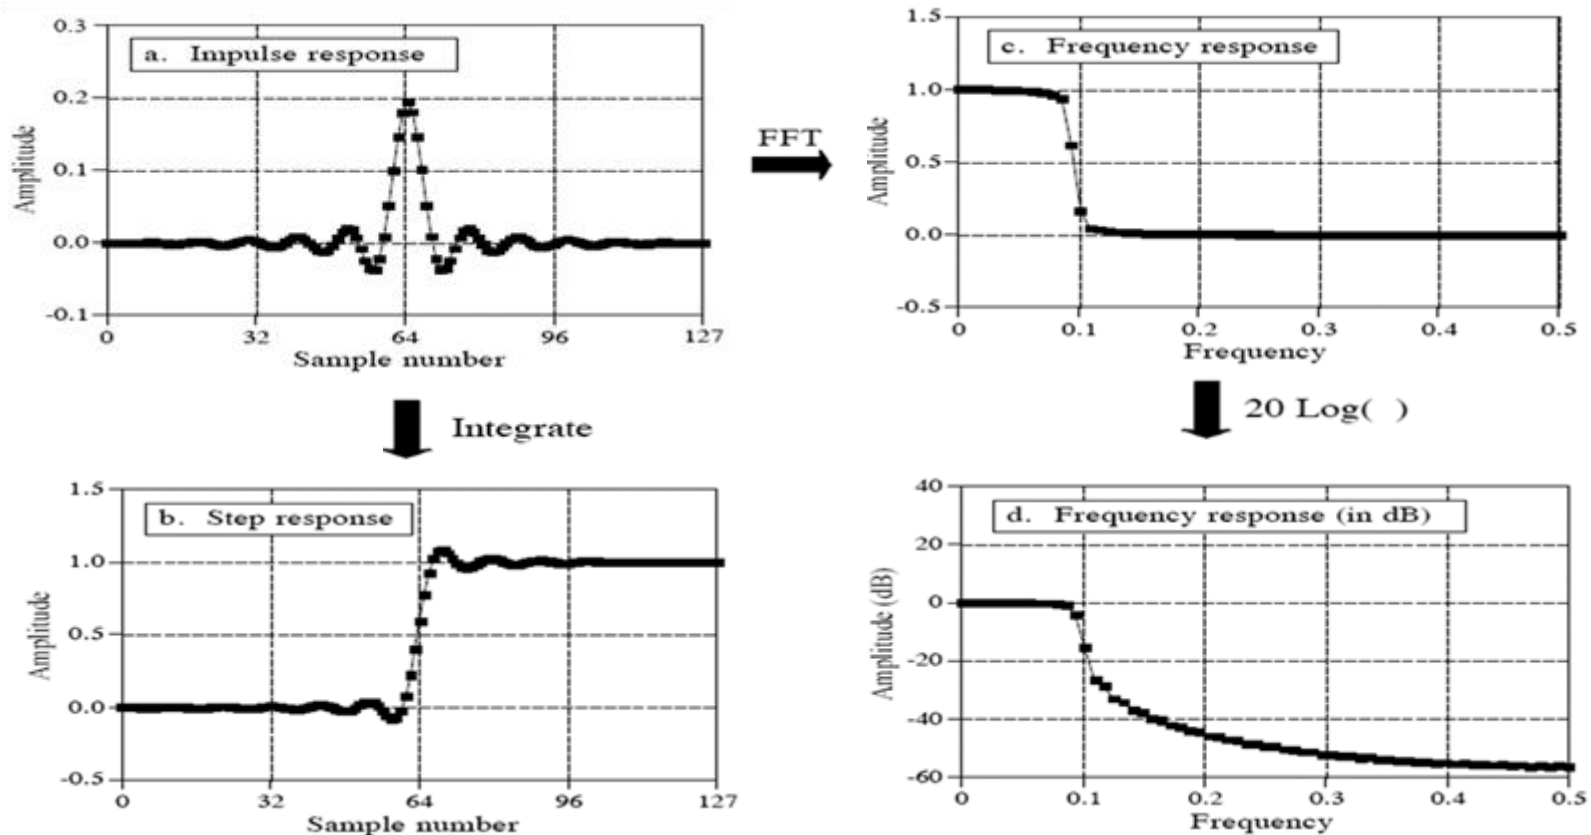 a. Impulse response
0.3
0.2
0.1
0.0
-0.1
Amplitude
0 32 64 96 127
Sample number
FFT
c. Frequency response
1.5
1.0
0.5
0.0
-0.5
Amplitude
0 0.1 0.2 0.3 0.4 0.5
Frequency
Integrate
20 Log( )
b. Step response
1.5
1.0
0.5
0.0
-0.5
Amplitude
0 32 64 96 127
Sample number
d. Frequency response (in dB)
40
20
0
-20
-40
-60
Amplitude (dB)
0 0.1 0.2 0.3 0.4 0.5
Frequency